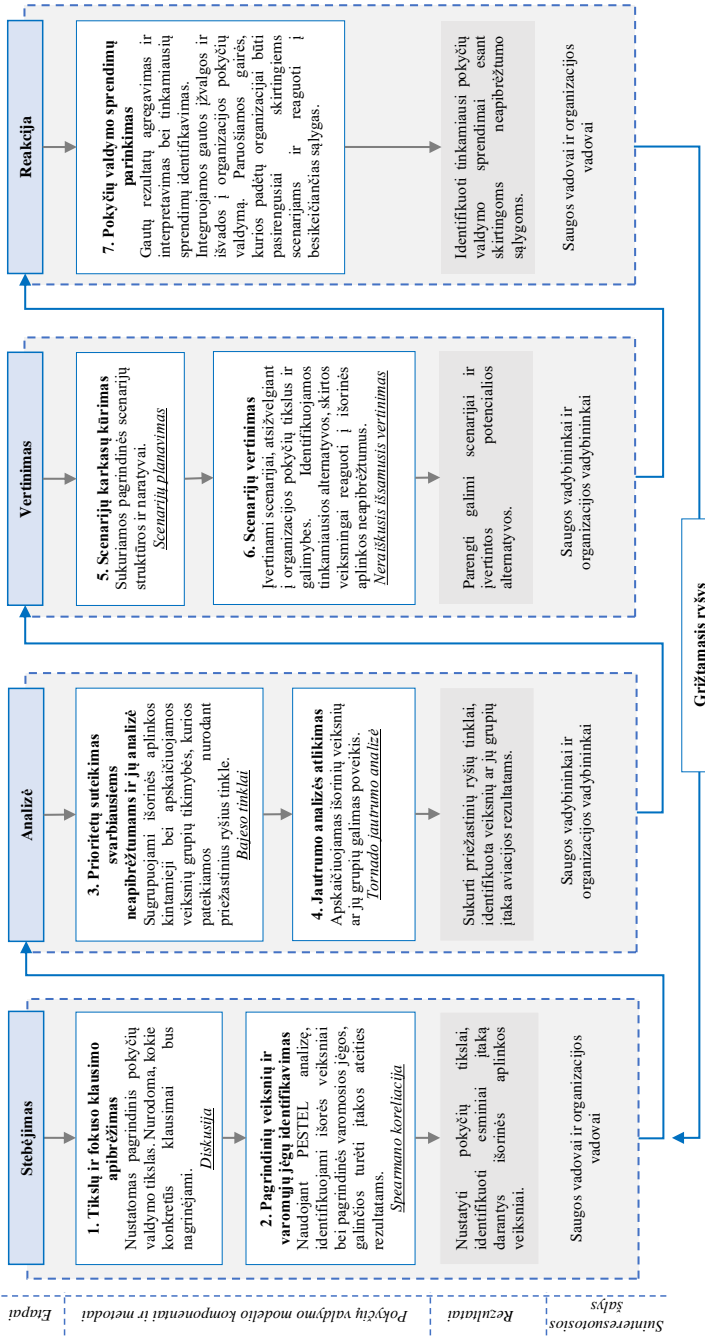 Etapai
Pokyčių valdymo modelio komponentai ir metodai
Rezultatai
Suinteresuotosios
šalys
Stebėjimas
1. Tikslų ir fokuso klausimo
apibrėžimas
Nustatomas pagrindinis pokyčių
valdymo tikslas. Nurodoma, kokie
konkretūs klausimai bus
nagrinėjami.
Diskusija
2. Pagrindinių veiksnių ir
varomųjų jėgų identifikavimas
Naudojant PESTEL analizę,
identifikuojami išorės veiksniai
bei pagrindinės varomosios jėgos,
galinčios turėti įtakos ateities
rezultatams.
Spearmano koreliacija
Nustatyti pokyčių tikslai,
identifikuoti esminiai įtaką
darantys išorinės aplinkos
veiksniai.
Saugos vadovai ir organizacijos
vadovai
Analizė
3. Prioritetų suteikimas
svarbiausiems
neapibrėžtumams ir jų analizė
Sugrupuojami išorinės aplinkos
kintamieji bei apskaičiuojamos
veiksnių grupių tikimybės, kurios
pateikiamos nurodant
priežastinius ryšius tinkle.
Bajeso tinklai
4. Jautrumo analizės atlikimas
Apskaičiuojamas išorinių veiksnių
ar jų grupių galimas poveikis.
Tornado jautrumo analizė
Sukurti priežastinių ryšių tinklai,
identifikuota veiksnių ar jų grupių
įtaka aviacijos rezultatams.
Saugos vadybininkai ir
organizacijos vadybininkai
Vertinimas
5. Scenarijų karkasų kūrimas
Sukuriamos pagrindinės scenarijų
struktūros ir naratyvai.
Scenarijų planavimas
6. Scenarijų vertinimas
Įvertinami scenarijai, atsižvelgiant
į organizacijos pokyčių tikslus ir
galimybes. Identifikuojamos
tinkamiausios alternatyvos, skirtos
veiksmingai reaguoti į išorinės
aplinkos neapibrėžtumus.
Neraiškusis išsamusis vertinimas
Parengti galimi scenarijai ir
įvertintos potencialios
alternatyvos.
Saugos vadybininkai ir
organizacijos vadybininkai
Reakcija
7. Pokyčių valdymo sprendimų
parinkimas
Gautų rezultatų agregavimas ir
interpretavimas bei tinkamiausių
sprendimų identifikavimas.
Integruojamos gautos įžvalgos ir
išvados į organizacijos pokyčių
valdymą. Paruošiamos gairės,
kurios padėtų organizacijai būti
pasirengusiai skirtingiems
scenarijams ir reaguoti į
besikeičiančias sąlygas.
Identifikuoti tinkamiausi pokyčių
valdymo sprendimai esant
skirtingoms neapibrėžtumo
sąlygoms.
Saugos vadovai ir organizacijos
vadovai
Grįžtamasis ryšys